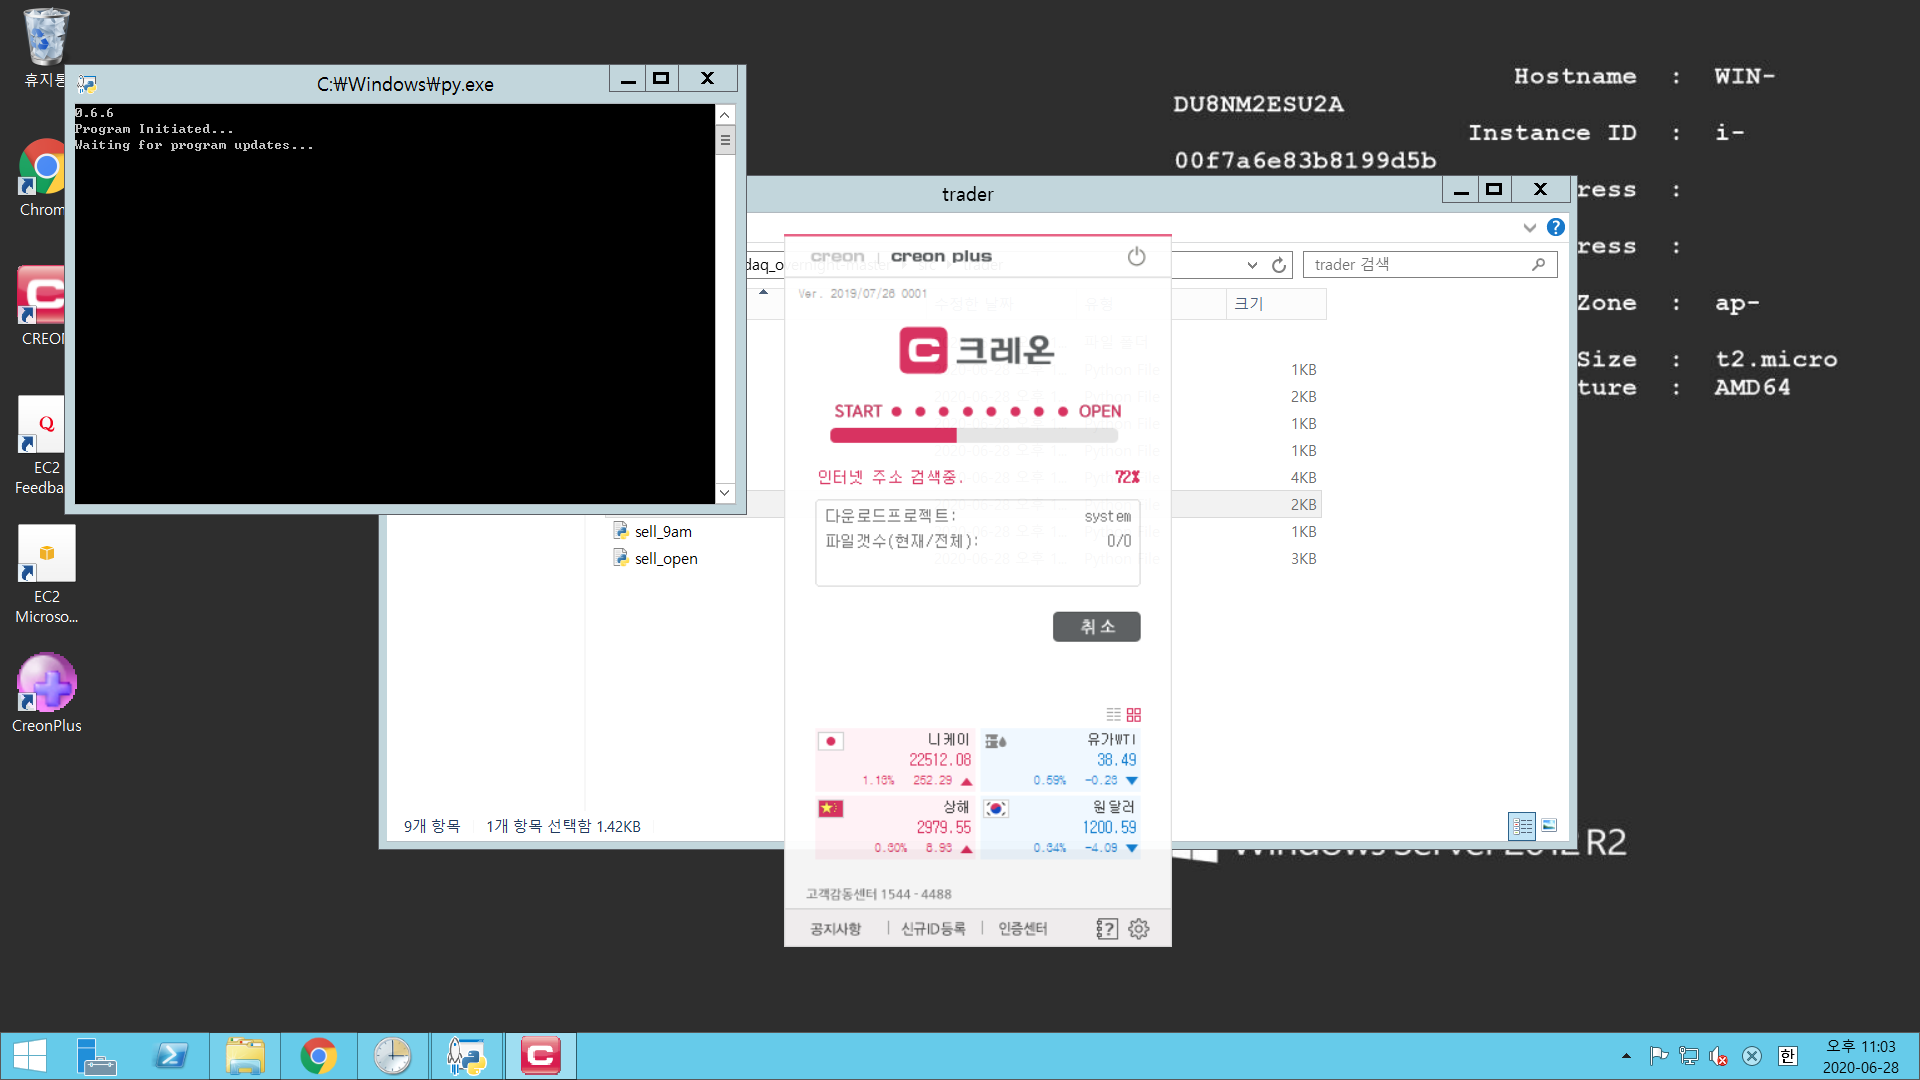 휴지통
Chrom
CREO
EC2
Feedba
EC2
Microso...
CreonPlus
C:₩Windows₩py.exe
0.6.6
Program Initiated...
Waiting for program updates...
Hostname : WIN-
DU8NM2ESU2A
Instance ID : i-
00f7a6e83b8199d5b
ress :
ress :
Zone : ap-
Size : t2.micro
ture : AMD64
trader
trader 검색
크기
1KB
2KB
1KB
1KB
4KB
2KB
sell_9am 1KB
sell_open 3KB
9개 항목 1개 항목 선택함 1.42KB
creon | creon plus
Ver. 2019/07/26 0001
C 크레온
START OPEN
인터넷 주소 검색중. 72%
다운로드프로젝트: system
파일갯수(현재/전체): 0/0
취소
니케이
22512.08
1.13% 252.29 ▲
유가WTI
38.49
0.59% -0.23 ▼
상해
2979.55
0.30% 8.93 ▲
원달러
1200.59
0.34% -4.09 ▼
고객감동센터 1544-4488
공지사항 | 신규ID등록 | 인증센터
R2
한
오후 11:03
2020-06-28